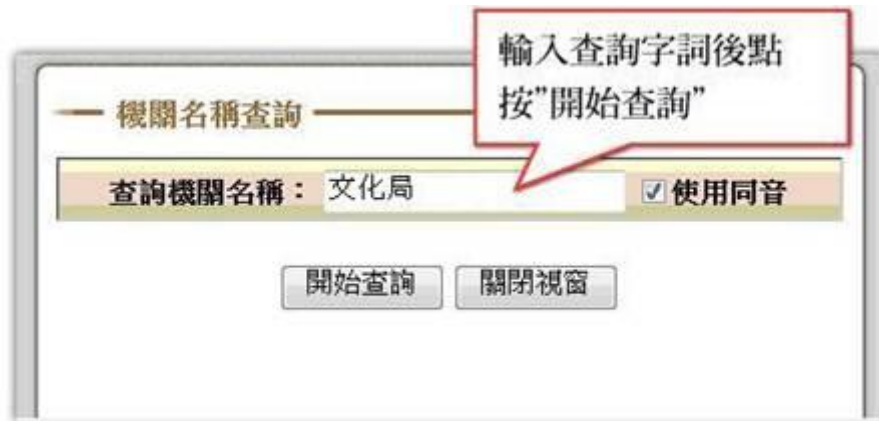 輸入查詢字詞後點
按”開始查詢”
機關名稱查詢
查詢機關名稱： 文化局 使用同音
開始查詢 關閉視窗